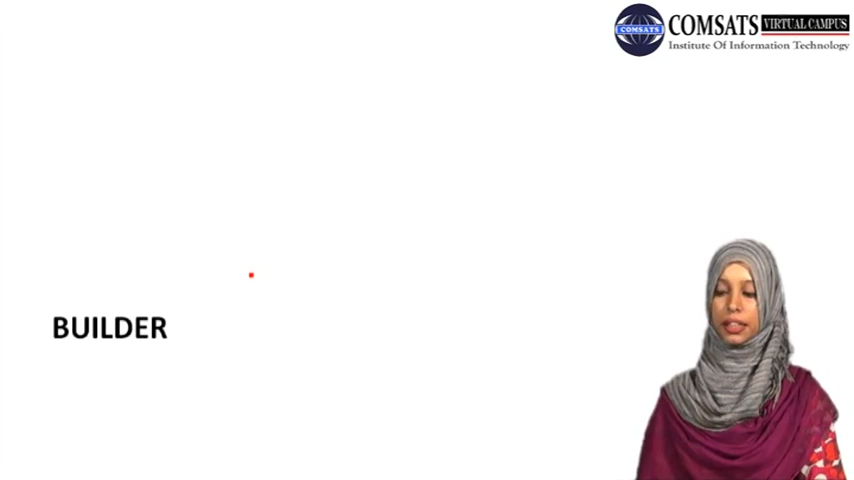 COMSATS VIRTUAL CAMPUS
Institute Of Information Technology
COMSATS
BUILDER